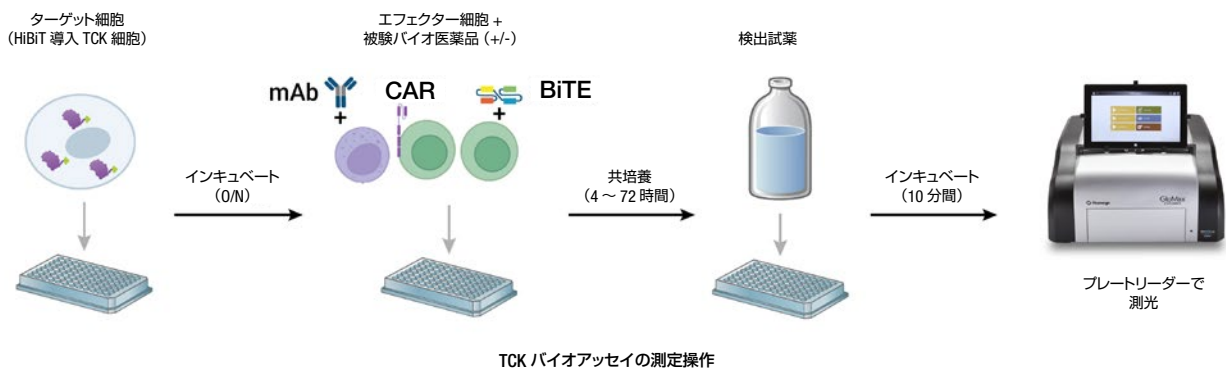 ターゲット細胞
（HiBiT 導入 TCK 細胞）
エフェクター細胞 +
被験バイオ医薬品 (+/-)
検出試薬
mAb
+
CAR
BiTE
+
インキュベート
（O/N）
共培養
（4 ～ 72 時間）
インキュベート
（10 分間）
Promega
GloMax
プレートリーダーで
測光
TCK バイオアッセイの測定操作